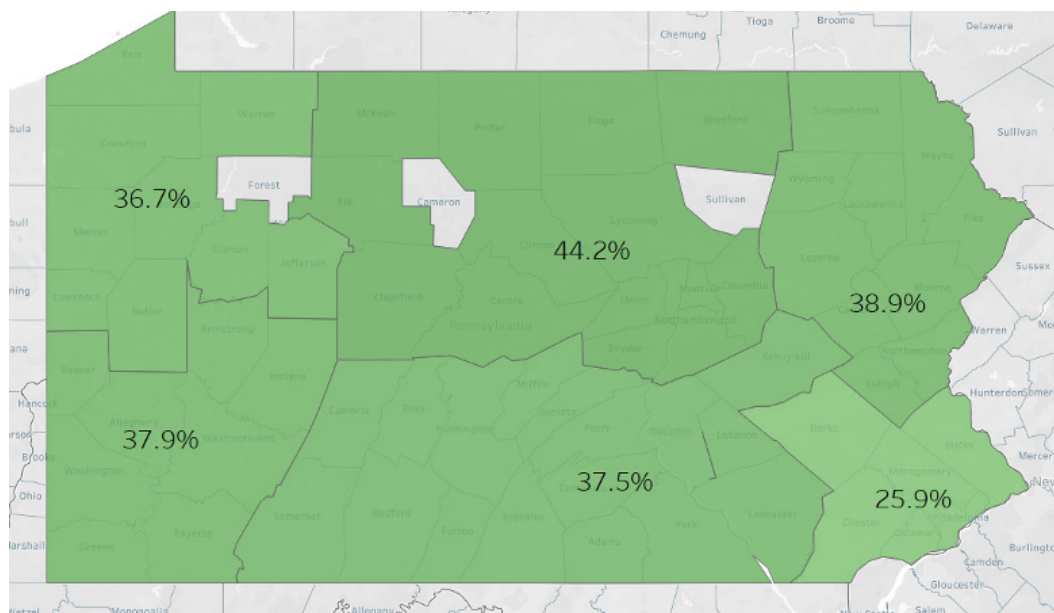 Tioga
Broome
Delaware
Chemung
Erie
Warren
McKean
Potter
Tioga
Bradford
Susquehanna
Sullivan
Crawford
Wayne
Forest
Wyoming
36.7%
Elk
Cameron
Sullivan
Lackawanna
Mercer
Lycoming
Pike
Clarion
Clinton
44.2%
Jefferson
Luzerne
Sussex
Monroe
Lawrence
Butler
Clearfield
Centre
Union
Montour
Columbia
38.9%
Armstrong
Pennsylvania
Northumberland
Warren
Snyder
Schuylkill
Northampton
Beaver
Indiana
Lehigh
Mifflin
Hunterdon
Cambria
Blair
Juniata
Allegheny
Huntingdon
Perry
Dauphin
Lebanon
Berks
Bucks
37.9%
Westmoreland
Mercer
Washington
Montgomery
Ohio
37.5%
25.9%
New
Somerset
Bedford
Franklin
York
Lancaster
Chester
Philadelphia
Fayette
Fulton
Adams
Delaware
Marshall
Greene
Burlington
Camden
Gloucester
Monongalia
Allegany
Salem